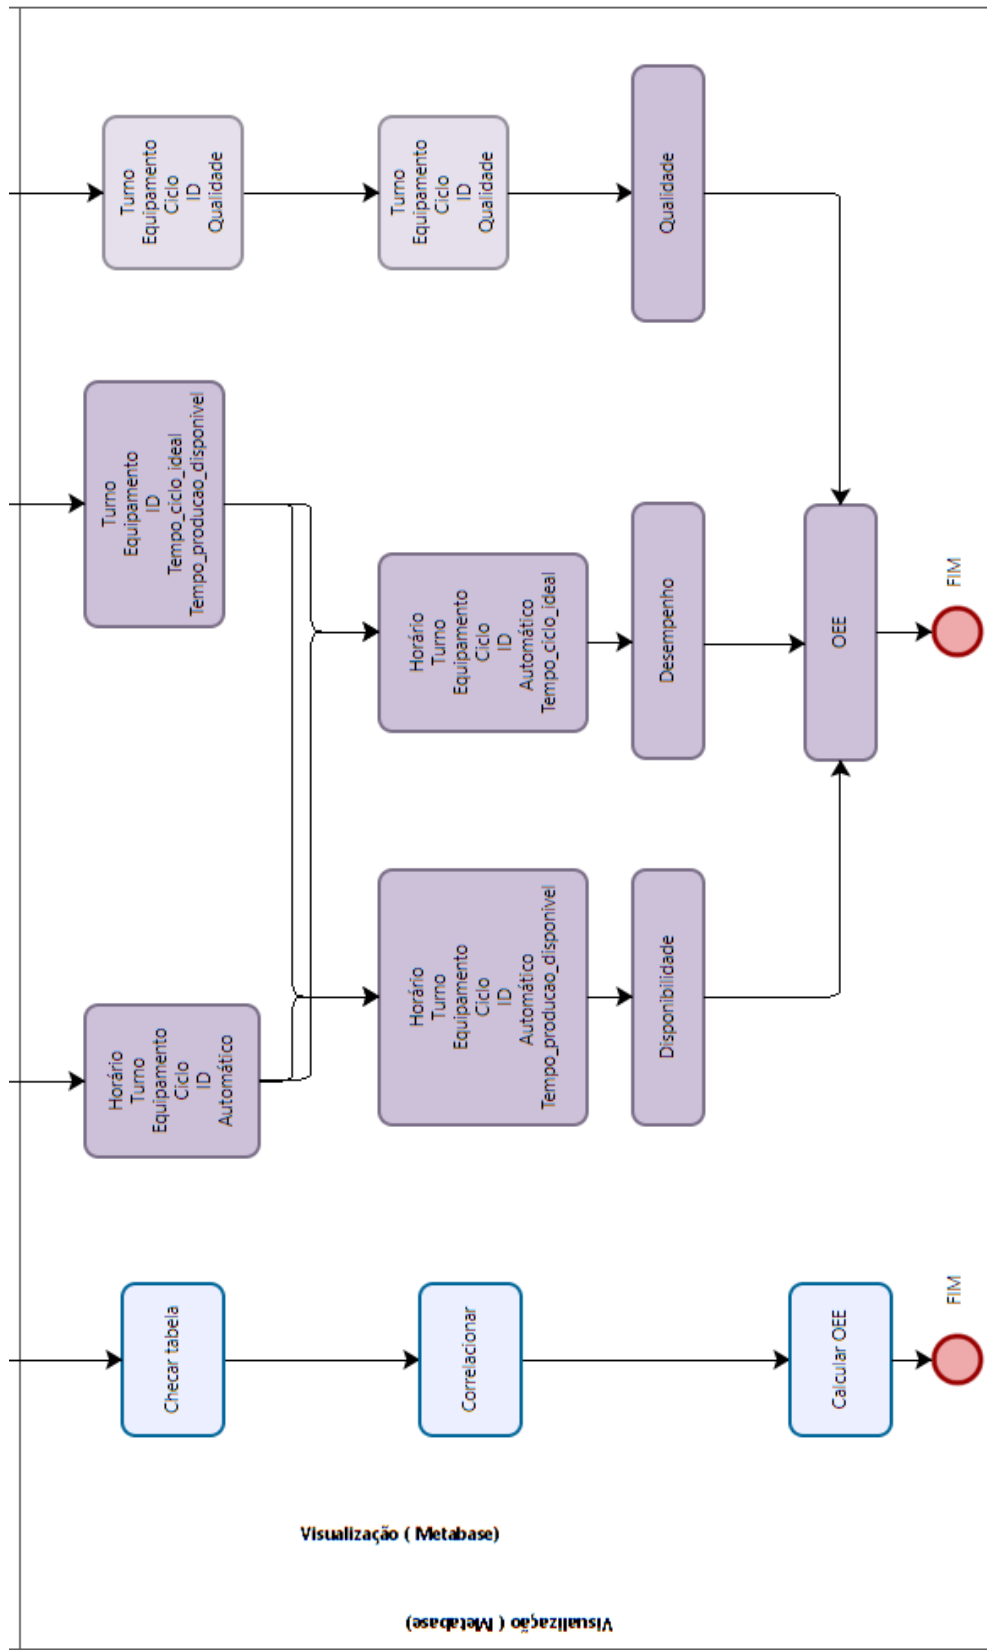 Turno
Equipamento
Ciclo
ID
Qualidade
Turno
Equipamento
Ciclo
ID
Qualidade
Qualidade
Turno
Equipamento
ID
Tempo_ciclo_ideal
Tempo_producao_disponivel
Horário
Turno
Equipamento
Ciclo
ID
Automático
Tempo_ciclo_ideal
Desempenho
OEE
FIM
Horário
Turno
Equipamento
Ciclo
ID
Automático
Horário
Turno
Equipamento
Ciclo
ID
Automático
Tempo_producao_disponivel
Disponibilidade
Checar tabela
Correlacionar
Calcular OEE
FIM
Visualização ( Metabase)
Visualização ( Metabase)